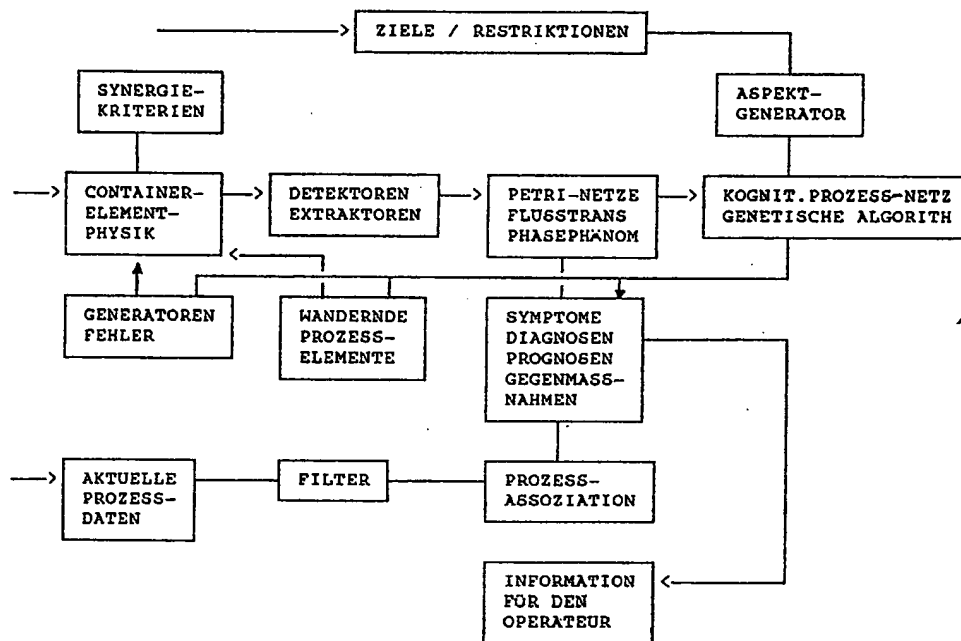 ZIELE / RESTRIKTIONEN
SYNERGIE-
KRITERIEN
ASPEKT-
GENERATOR
CONTAINER-
ELEMENT-
PHYSIK
DETEKTOREN
EXTRAKTOREN
PETRI-NETZE
FLÜSSTRANS
PHASEPHÄNOM
KOGNIT.PROZESS-NETZ
GENETISCHE ALGORITH
GENERATOREN
FEHLER
WANDERNDE
PROZESS-
ELEMENTE
SYMPTOME
DIAGNOSEN
PROGNOSEN
GEGENMASS-
NAHMEN
AKTUELLE
PROZESS-
DATEN
FILTER
PROZESS-
ASSOZIATION
INFORMATION
FÜR DEN
OPERATEUR